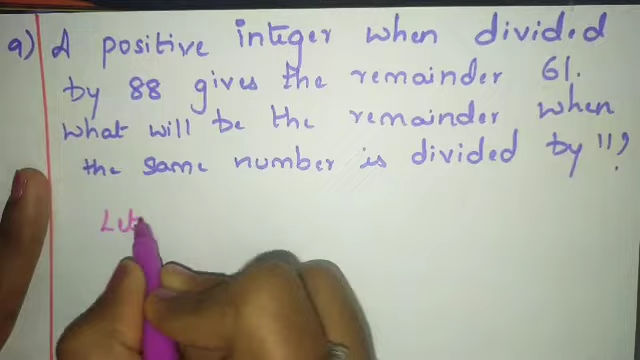 a) A positive integer when divided
by 88 gives the remainder 61.
What will be the remainder when
the same number is divided by 11?
Let